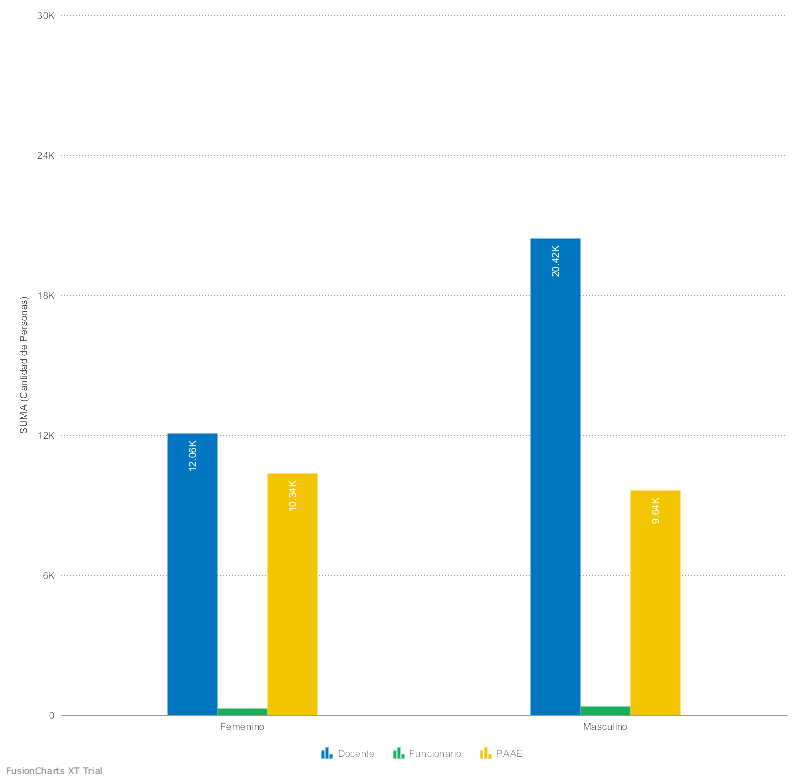 30K
24K
18K
12K
6K
0
SUMA (Cantidad de Personas)
12.06K
10.34K
20.42K
9.64K
Femenino
Masculino
Docente Funcionario PAAE
FusionCharts XT Trial